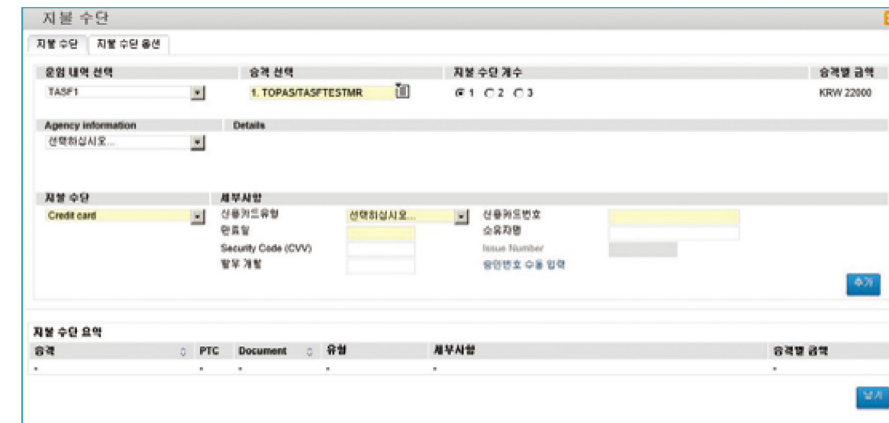 지불 수단
지불 수단 지불 수단 옵션
운임 내역 선택 승객 선택 지불 수단 개수 승객별 금액
TASF1 1. TOPAS/TASFTESTMR 1 2 3 KRW 22000
Agency information Details
선택하십시오...
지불 수단 세부사항
Credit card 신용카드유형 선택하십시오... 신용카드번호
만료일 소유자명
Security Code (CVV) Issue Number
할부 개월 승인번호 수동 입력
추가
지불 수단 요약
승객 PTC Document 유형 세부사항 승객별 금액
- - - - - -
닫기